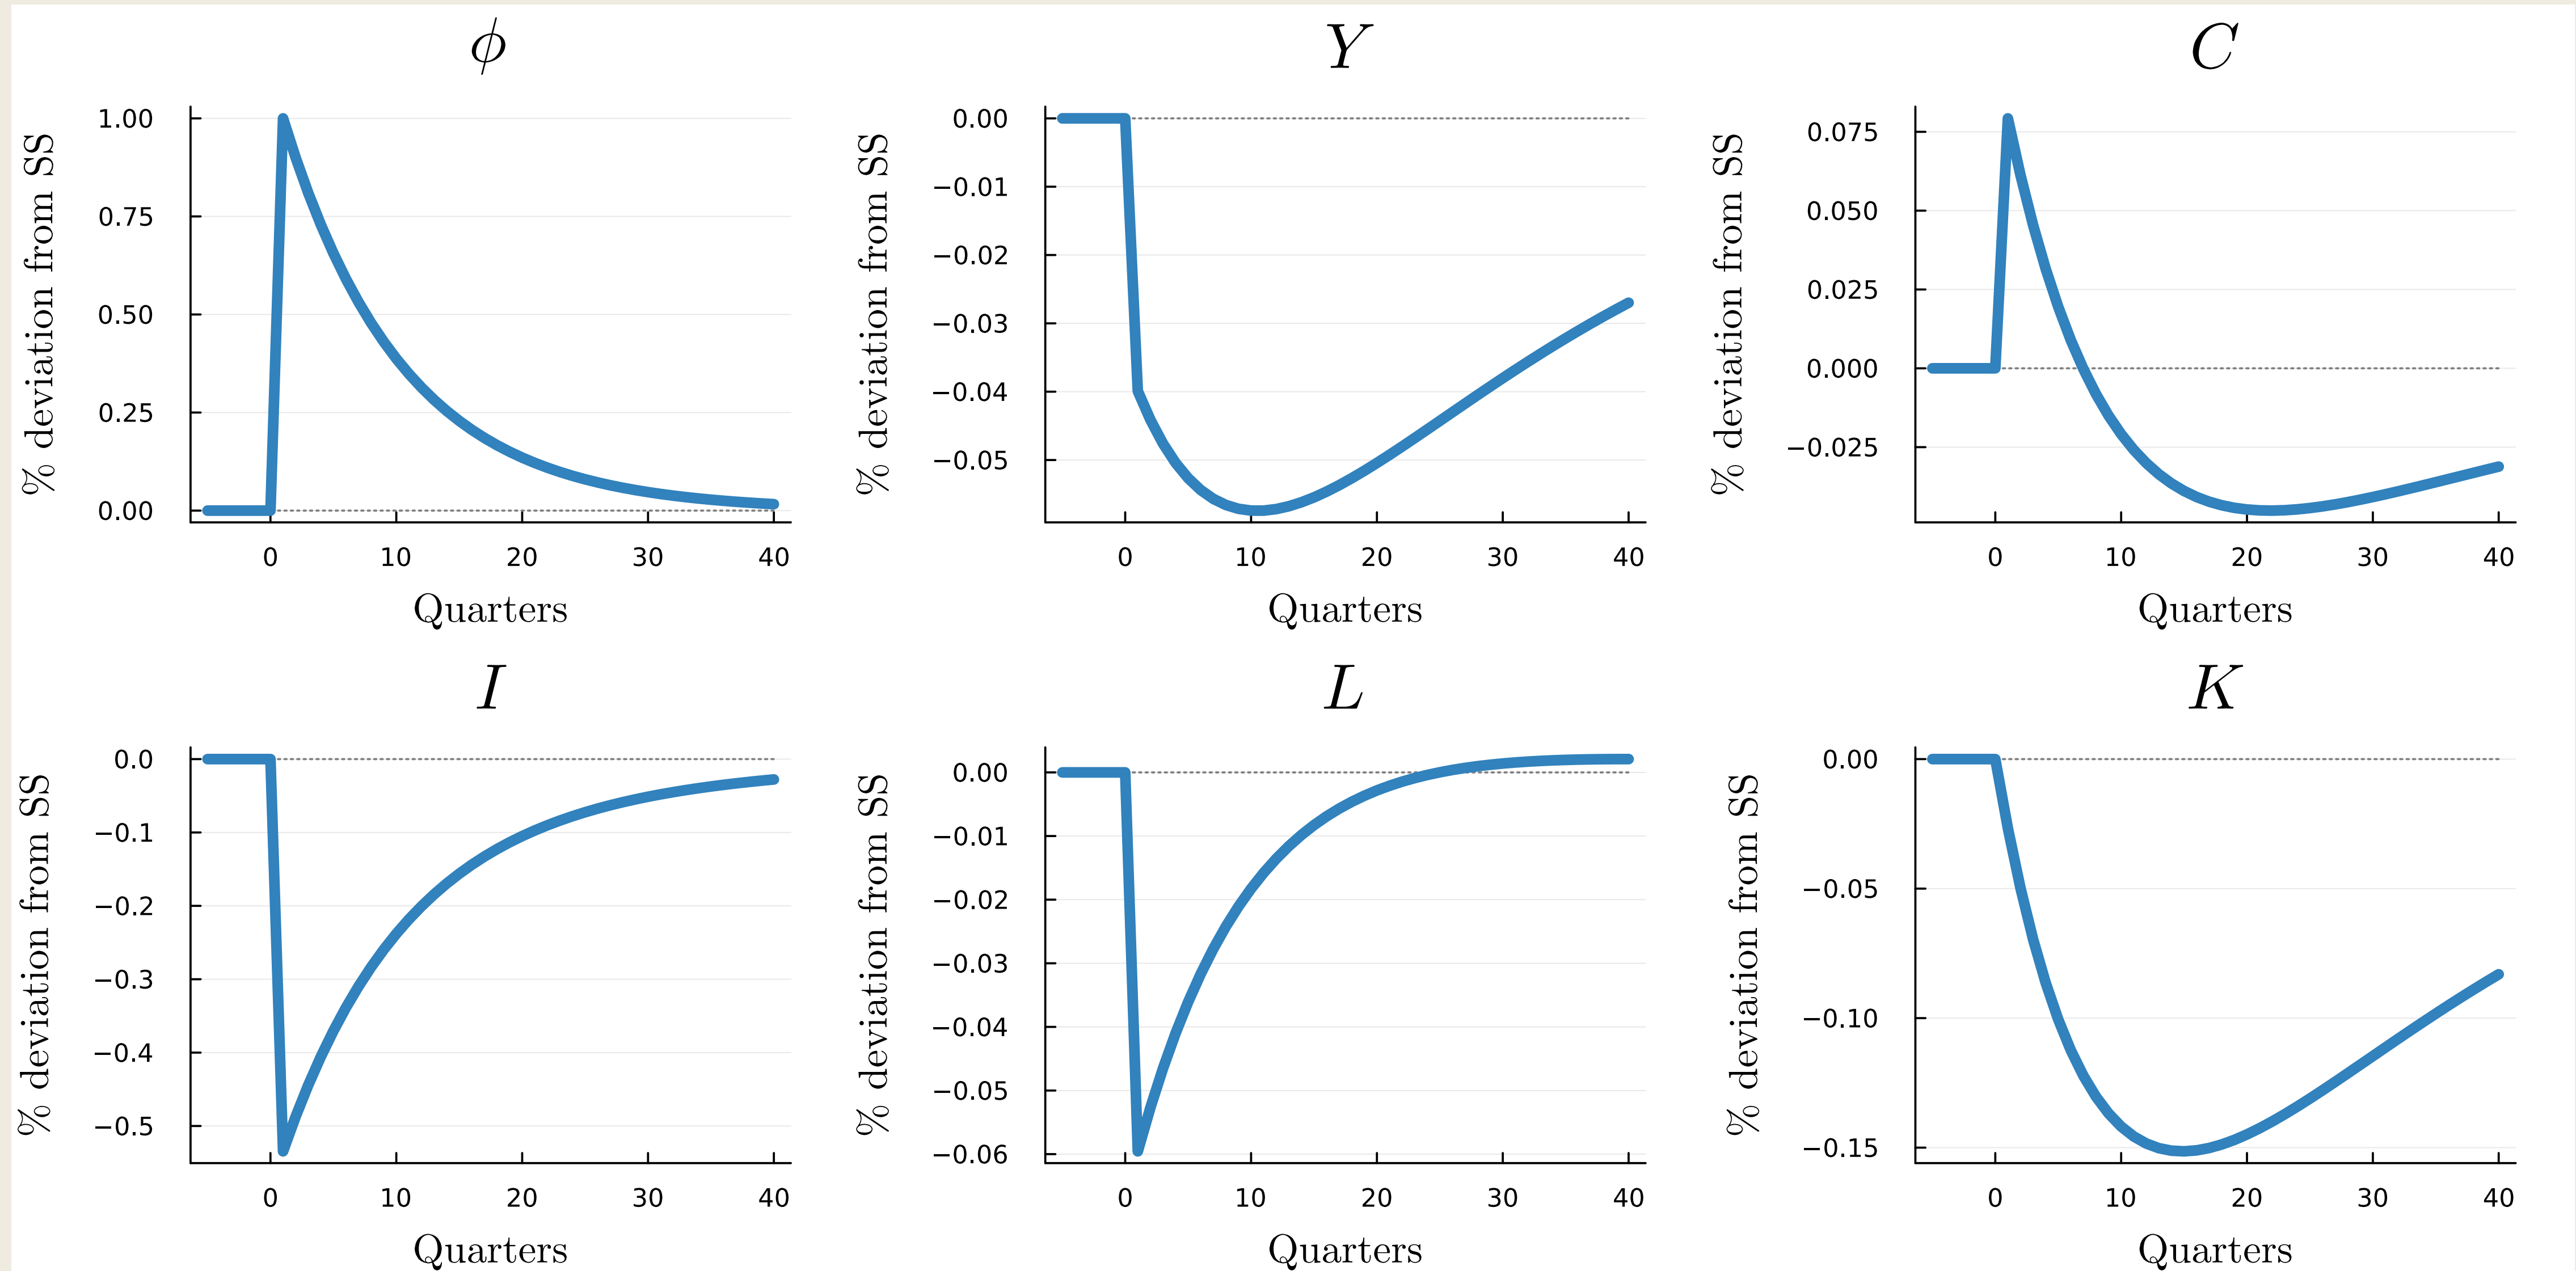 ϕ
% deviation from SS
1.00
0.75
0.50
0.25
0.00
0 10 20 30 40
Quarters
Y
% deviation from SS
0.00
−0.01
−0.02
−0.03
−0.04
−0.05
0 10 20 30 40
Quarters
C
% deviation from SS
0.075
0.050
0.025
0.000
−0.025
0 10 20 30 40
Quarters
I
% deviation from SS
0.0
−0.1
−0.2
−0.3
−0.4
−0.5
0 10 20 30 40
Quarters
L
% deviation from SS
0.00
−0.01
−0.02
−0.03
−0.04
−0.05
−0.06
0 10 20 30 40
Quarters
K
% deviation from SS
0.00
−0.05
−0.10
−0.15
0 10 20 30 40
Quarters